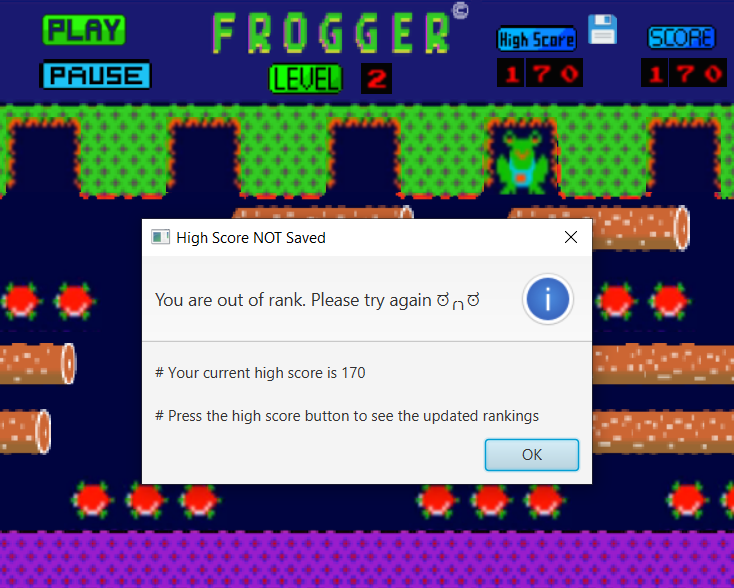 PLAY
FROGGER©
High Score
SCORE
PAUSE
LEVEL 2
170
170
High Score NOT Saved
You are out of rank. Please try again ಠ╭╮ಠ
# Your current high score is 170
# Press the high score button to see the updated rankings
OK